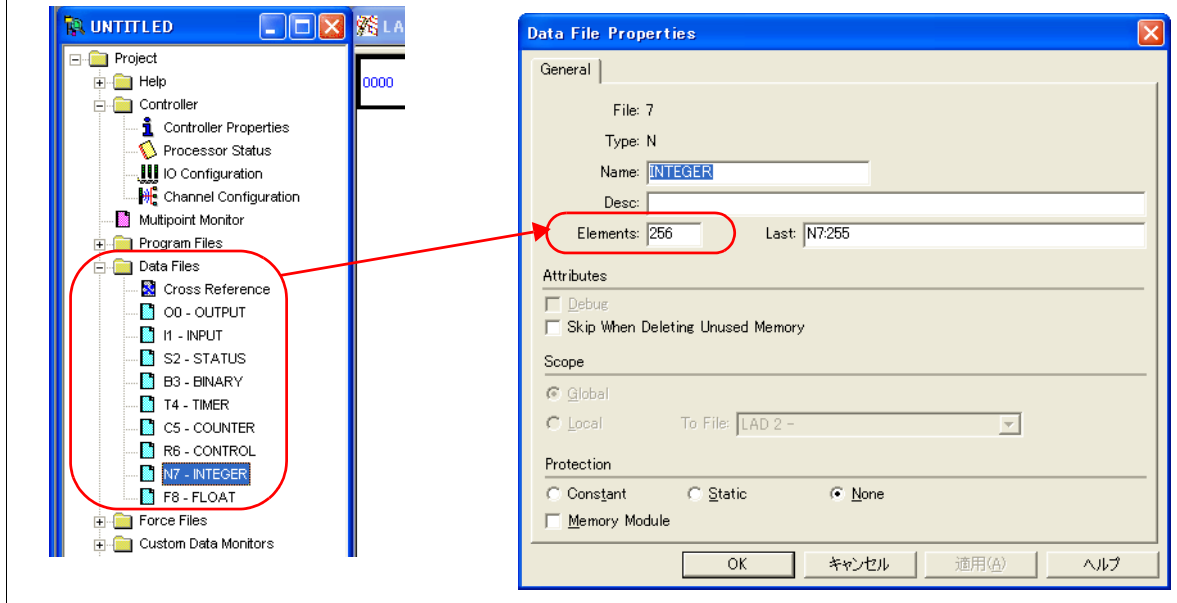 UNTITLED
LA
0000
Project
Help
Controller
Controller Properties
Processor Status
IO Configuration
Channel Configuration
Multipoint Monitor
Program Files
Data Files
Cross Reference
O0 - OUTPUT
I1 - INPUT
S2 - STATUS
B3 - BINARY
T4 - TIMER
C5 - COUNTER
R6 - CONTROL
N7 - INTEGER
F8 - FLOAT
Force Files
Custom Data Monitors
Data File Properties
General
File: 7
Type: N
Name: INTEGER
Desc:
Elements: 256 Last: N7:255
Attributes
Debug
Skip When Deleting Unused Memory
Scope
Global
Local To File: LAD 2 -
Protection
Constant Static None
Memory Module
OK キャンセル 適用(A) ヘルプ